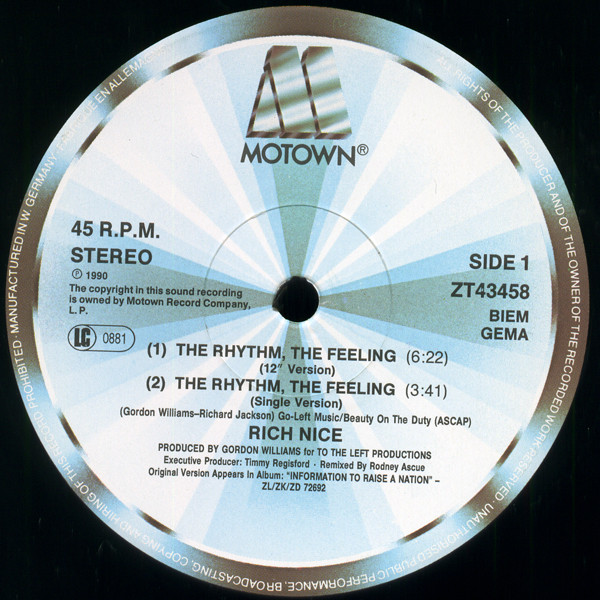 MOTOWN®
45 R.P.M.
STEREO
℗ 1990
The copyright in this sound recording
is owned by Motown Record Company,
L.P.
LC 0881
SIDE 1
ZT43458
BIEM
GEMA
(1) THE RHYTHM, THE FEELING (6:22)
(12" Version)
(2) THE RHYTHM, THE FEELING (3:41)
(Single Version)
(Gordon Williams–Richard Jackson) Go-Left Music/Beauty On The Duty (ASCAP)
RICH NICE
PRODUCED BY GORDON WILLIAMS for TO THE LEFT PRODUCTIONS
Executive Producer: Timmy Regisford · Remixed By Rodney Ascue
Original Version Appears In Album: "INFORMATION TO RAISE A NATION" –
ZL/ZK/ZD 72692
ALL RIGHTS OF THE PRODUCER AND OF THE OWNER OF THE RECORDED WORK RESERVED · UNAUTHORISED PUBLIC PERFORMANCE, BROADCASTING, COPYING AND HIRING OF THIS RECORD PROHIBITED · MANUFACTURED IN W. GERMANY. EN ALLEMAGNE